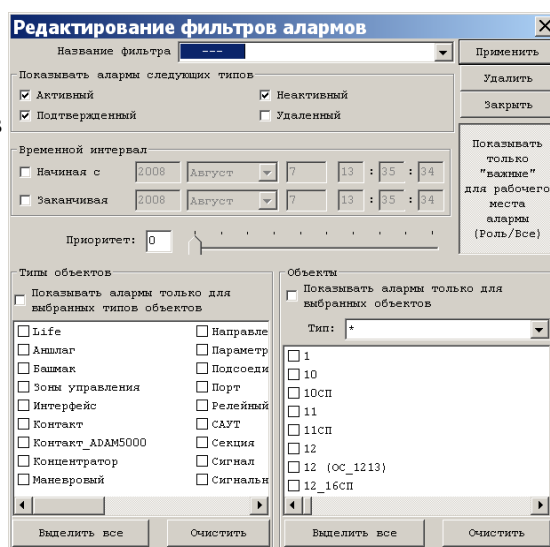 Редактирование фильтров алармов
Название фильтра ---
Применить
Удалить
Закрыть
Показывать алармы следующих типов
Активный
Неактивный
Подтвержденный
Удаленный
Показывать
только
"важные"
для рабочего
места
алармы
(Роль/Все)
Временной интервал
Начиная с 2008 Август 7 13 : 35 : 34
Заканчивая 2008 Август 7 13 : 35 : 34
Приоритет: 0
Типы объектов
Показывать алармы только для
выбранных типов объектов
Life
Аншлаг
Башмак
Зоны управления
Интерфейс
Контакт
Контакт_ADAM5000
Концентратор
Маневровый
Направле
Параметр
Подсоеди
Порт
Релейный
САУТ
Секция
Сигнал
Сигнальн
Выделить все
Очистить
Объекты
Показывать алармы только для
выбранных объектов
Тип: *
1
10
10СП
11
11СП
12
12 (ОС_1213)
12_16СП
Выделить все
Очистить